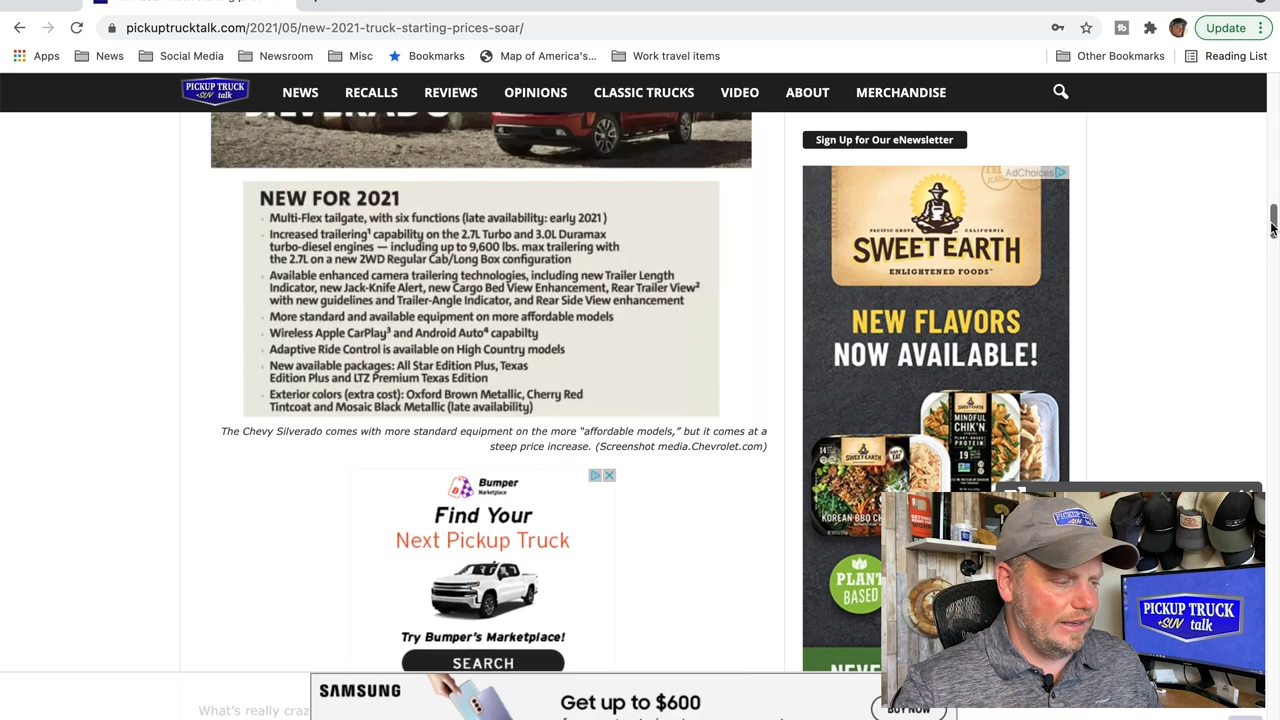 pickuptrucktalk.com/2021/05/new-2021-truck-starting-prices-soar/
Update
Apps
News
Social Media
Newsroom
Misc
Bookmarks
Map of America's...
Work travel items
Other Bookmarks
Reading List
PICKUP TRUCK
+SUV talk
NEWS
RECALLS
REVIEWS
OPINIONS
CLASSIC TRUCKS
VIDEO
ABOUT
MERCHANDISE
SILVERADO
NEW FOR 2021
Multi-Flex tailgate, with six functions (late availability: early 2021)
Increased trailering¹ capability on the 2.7L Turbo and 3.0L Duramax
turbo-diesel engines — including up to 9,600 lbs. max trailering with
the 2.7L on a new 2WD Regular Cab/Long Box configuration
Available enhanced camera trailering technologies, including new Trailer Length
Indicator, new Jack-Knife Alert, new Cargo Bed View Enhancement, Rear Trailer View²
with new guidelines and Trailer-Angle Indicator, and Rear Side View enhancement
More standard and available equipment on more affordable models
Wireless Apple CarPlay³ and Android Auto⁴ capabilty
Adaptive Ride Control is available on High Country models
New available packages: All Star Edition Plus, Texas
Edition Plus and LTZ Premium Texas Edition
Exterior colors (extra cost): Oxford Brown Metallic, Cherry Red
Tintcoat and Mosaic Black Metallic (late availability)
The Chevy Silverado comes with more standard equipment on the more “affordable models,” but it comes at a
steep price increase. (Screenshot media.Chevrolet.com)
Bumper
Marketplace
Find Your
Next Pickup Truck
Try Bumper's Marketplace!
SEARCH
What's really craz
SAMSUNG
Get up to $600
BUY NOW
Sign Up for Our eNewsletter
AdChoices
PACIFIC GROVE CALIFORNIA
SWEET EARTH
ENLIGHTENED FOODS™
NEW FLAVORS
NOW AVAILABLE!
SWEET EARTH
MINDFUL
CHIK'N
19
14
SWEET EARTH
KOREAN BBQ CH
PLANT
BASED
PICKUP TRUCK
+SUV talk